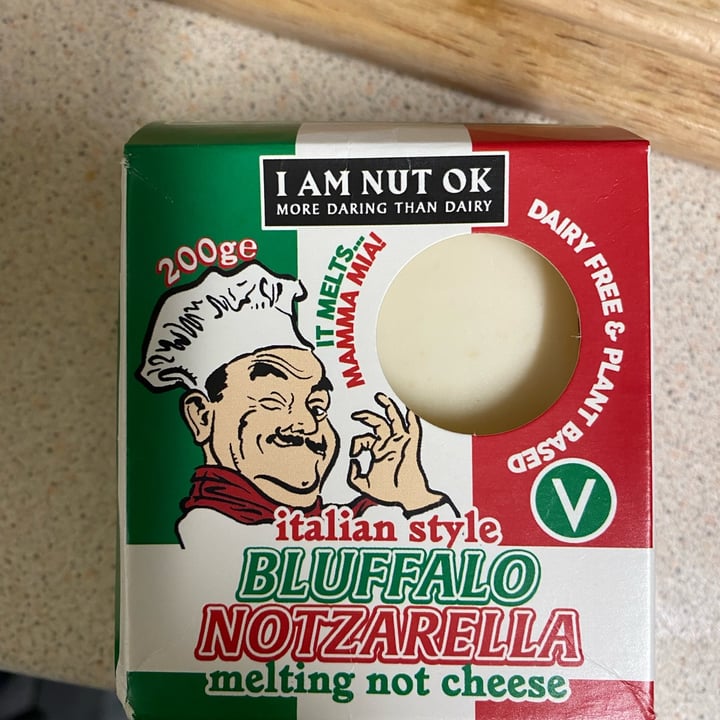 I AM NUT OK
MORE DARING THAN DAIRY
200ge
IT MELTS...
MAMMA MIA!
DAIRY FREE & PLANT BASED
V
italian style
BLUFFALO
NOTZARELLA
melting not cheese